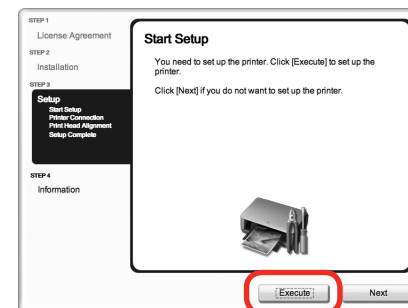 STEP 1
License Agreement
STEP 2
Installation
STEP 3
Setup
Start Setup
Printer Connection
Print Head Alignment
Setup Complete
STEP 4
Information
Start Setup
You need to set up the printer. Click [Execute] to set up the
printer.
Click [Next] if you do not want to set up the printer.
Execute
Next